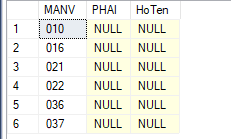 MANV PHAI HoTen
1 010 NULL NULL
2 016 NULL NULL
3 021 NULL NULL
4 022 NULL NULL
5 036 NULL NULL
6 037 NULL NULL